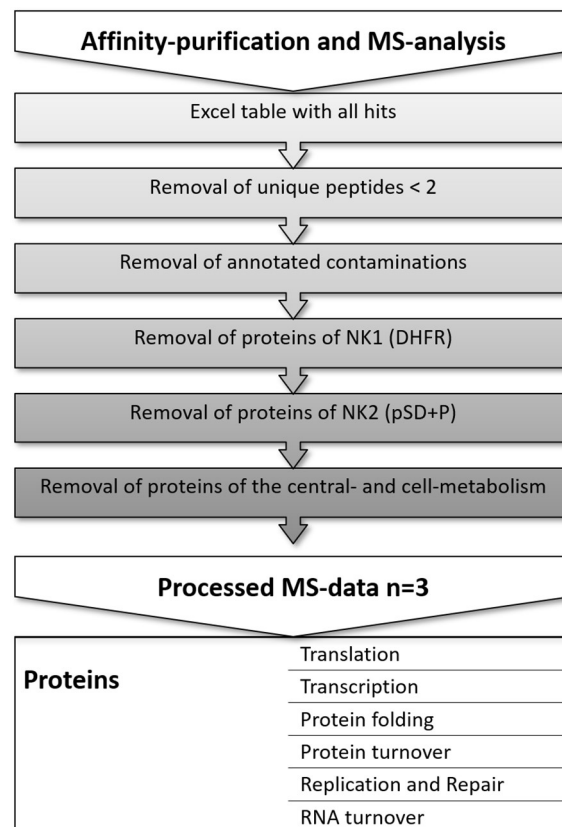 Affinity-purification and MS-analysis
Excel table with all hits
Removal of unique peptides < 2
Removal of annotated contaminations
Removal of proteins of NK1 (DHFR)
Removal of proteins of NK2 (pSD+P)
Removal of proteins of the central- and cell-metabolism
Processed MS-data n=3
Proteins
Translation
Transcription
Protein folding
Protein turnover
Replication and Repair
RNA turnover